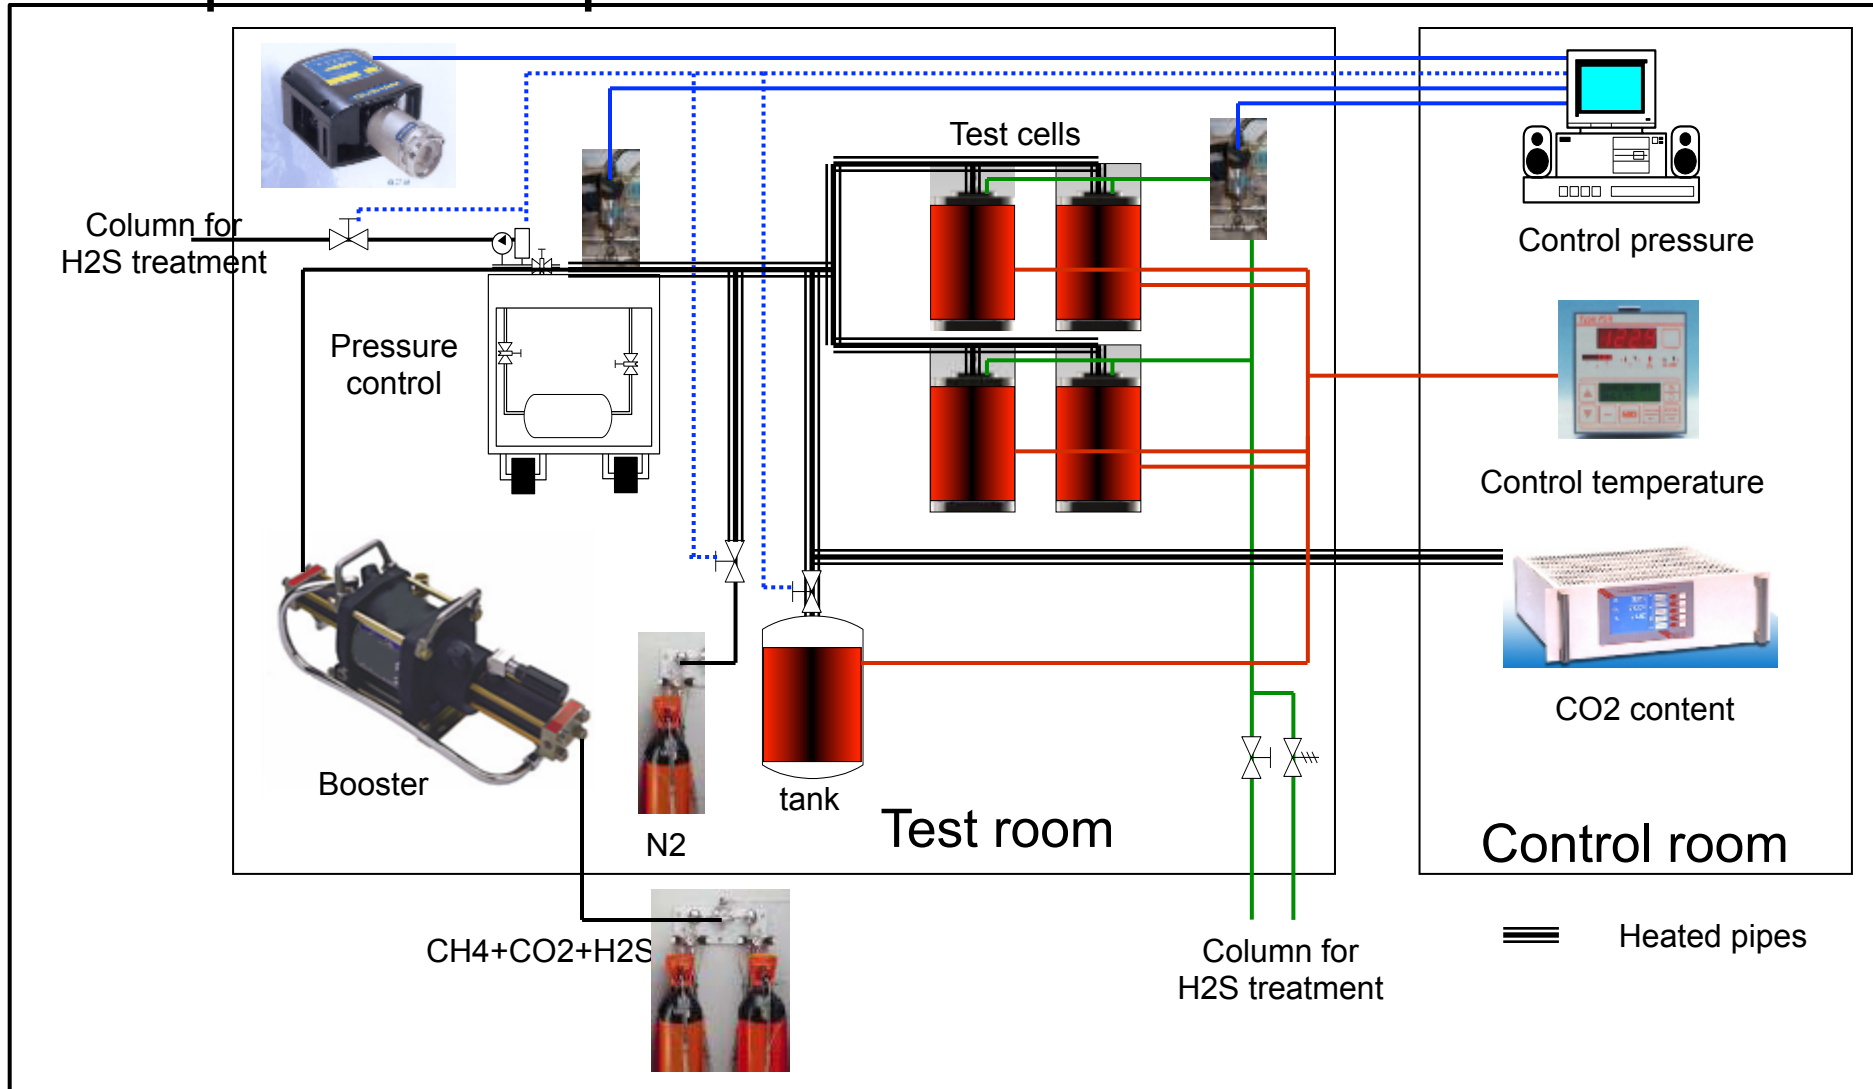 Test cells
Column for
H2S treatment
Control pressure
Pressure
control
Control temperature
CO2 content
Booster
tank
N2
Test room
Control room
CH4+CO2+H2S
Column for
H2S treatment
Heated pipes